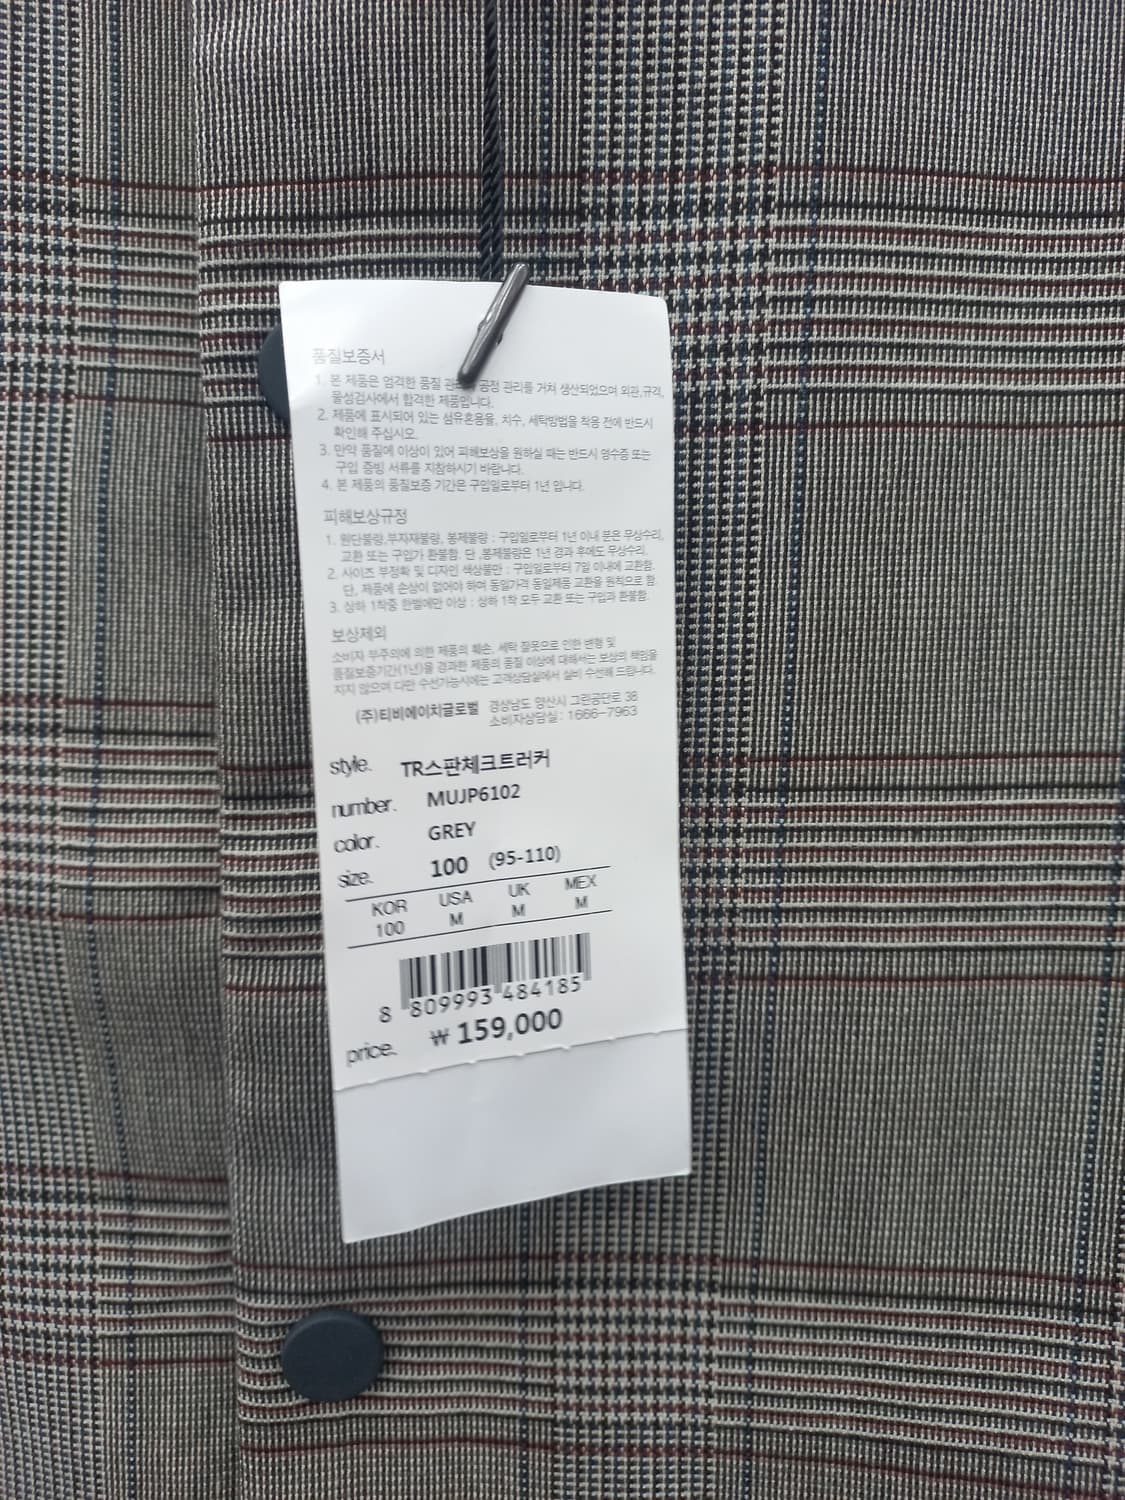 품질보증서
1. 본 제품은 엄격한 품질 공정 관리를 거쳐 생산되었으며 외관,규격,
물성검사에서 합격한 제품입니다.
2. 제품에 표시되어 있는 섬유혼용율, 치수, 세탁방법을 착용 전에 반드시
확인해 주십시오.
3. 만약 품질에 이상이 있어 피해보상을 원하실 때는 반드시 영수증 또는
구입 증빙 서류를 지참하시기 바랍니다.
4. 본 제품의 품질보증 기간은 구입일로부터 1년 입니다.
피해보상규정
1. 원단불량,부자재불량, 봉제불량 : 구입일로부터 1년 이내 분은 무상수리,
교환 또는 구입가 환불함. 단 ,봉제불량은 1년 경과 후에도 무상수리.
2. 사이즈 부정확 및 디자인 색상불만 : 구입일로부터 7일 이내에 교환함.
단, 제품에 손상이 없어야 하며 동일가격 동일제품 교환을 원칙으로 함.
3. 상하 1착중 한벌에만 이상 : 상하 1착 모두 교환 또는 구입과 환불함.
보상제외
소비자 부주의에 의한 제품의 훼손, 세탁 잘못으로 인한 변형 및
품질보증기간(1년)을 경과한 제품의 품질 이상에 대해서는 보상의 책임을
지지 않으며 다만 수선가능시에는 고객상담실에서 실비 수선해 드립니다.
(주)티비에이치글로벌 경상남도 양산시 그린공단로 38
소비자상담실 : 1666-7963
style. TR스판체크트러커
number. MUJP6102
color. GREY
size. 100 (95-110)
KOR USA UK MEX
100 M M M
8 809993 484185
price. ₩ 159,000